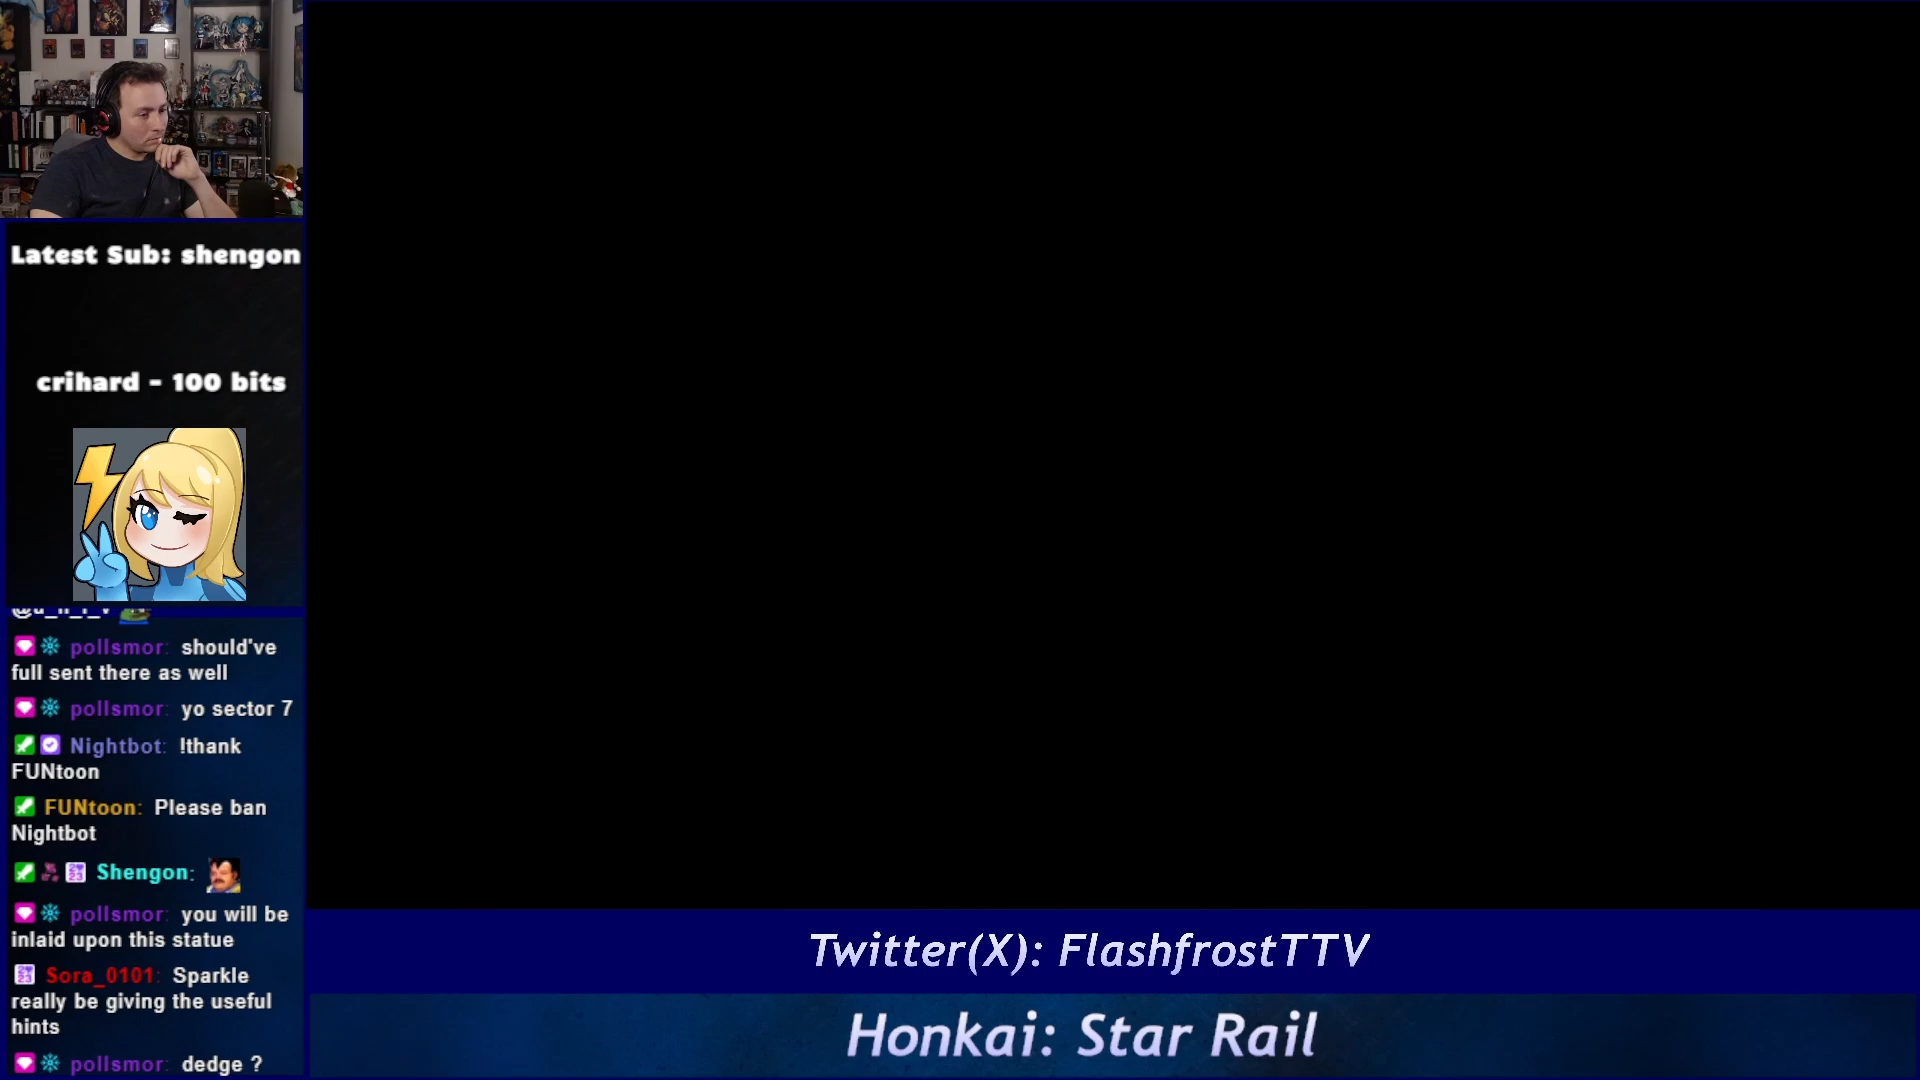 Latest Sub: shengon
crihard - 100 bits
pollsmor: should've
full sent there as well
pollsmor: yo sector 7
Nightbot: !thank
FUNtoon
FUNtoon: Please ban
Nightbot
Shengon:
pollsmor: you will be
inlaid upon this statue
Sora_0101: Sparkle
really be giving the useful
hints
pollsmor: dedge ?
Twitter(X): FlashfrostTTV
Honkai: Star Rail